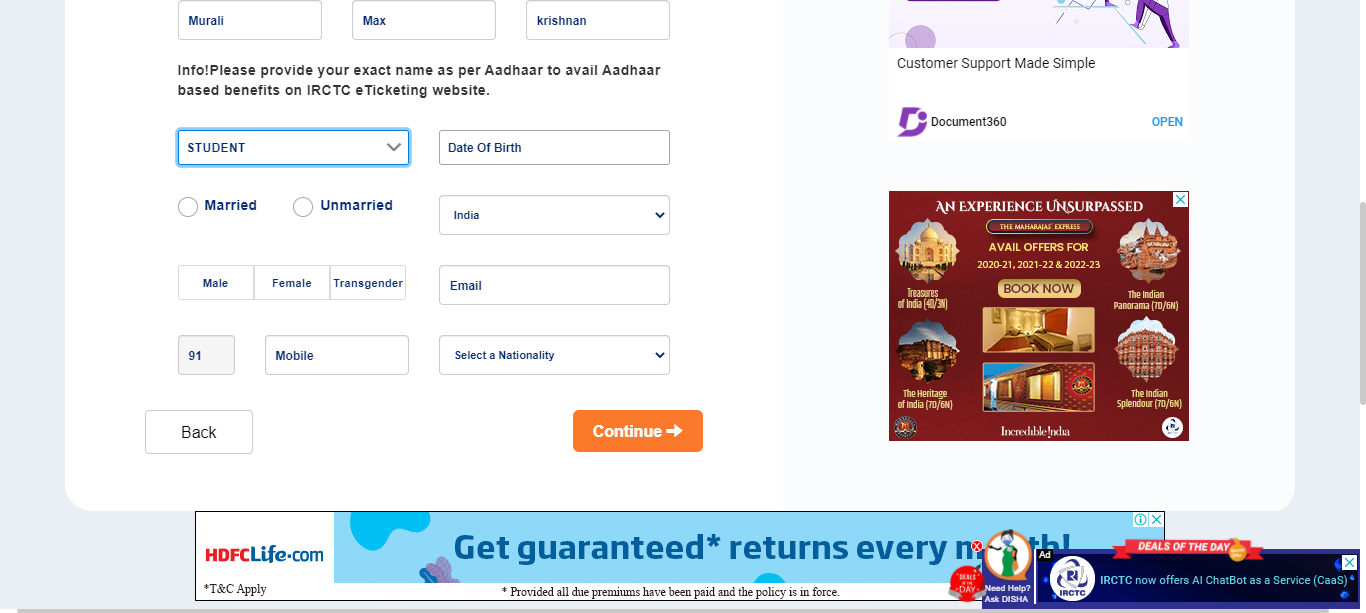 Murali
Max
krishnan
Info!Please provide your exact name as per Aadhaar to avail Aadhaar
based benefits on IRCTC eTicketing website.
STUDENT
Date Of Birth
Married
Unmarried
India
Male
Female
Transgender
Email
91
Mobile
Select a Nationality
Back
Continue
Customer Support Made Simple
Document360
OPEN
AN EXPERIENCE UNSURPASSED
THE MAHARAJAS' EXPRESS
AVAIL OFFERS FOR
2020-21, 2021-22 & 2022-23
BOOK NOW
Treasures
of India (4D/3N)
The Indian
Panorama (7D/6N)
The Heritage
of India (7D/6N)
The Indian
Splendour (7D/6N)
Incredible!ndia
HDFCLife.com
*T&C Apply
Get guaranteed* returns every
* Provided all due premiums have been paid and the policy is in force.
DEALS
OF THE
DAY
Need Help?
Ask DISHA
Ad
DEALS OF THE DAY
IRCTC
IRCTC now offers AI ChatBot as a Service (CaaS)